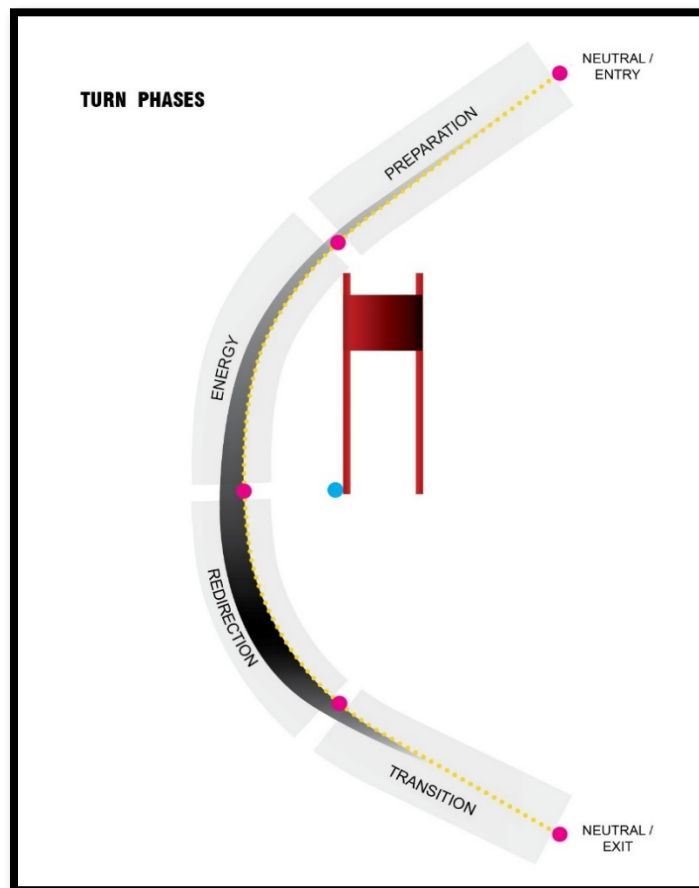 TURN PHASES
NEUTRAL /
ENTRY
PREPARATION
ENERGY
REDIRECTION
TRANSITION
NEUTRAL /
EXIT